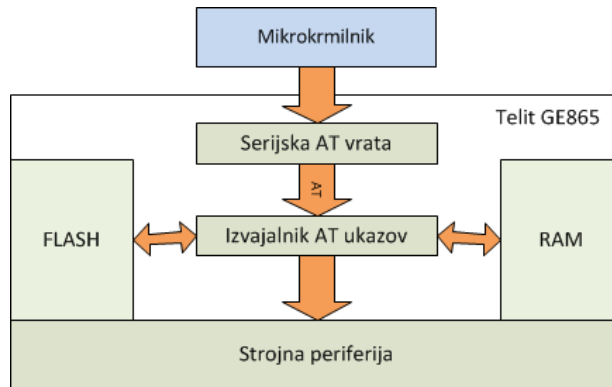 Mikrokrmilnik
Telit GE865
Serijska AT vrata
AT
FLASH
Izvajalnik AT ukazov
RAM
Strojna periferija